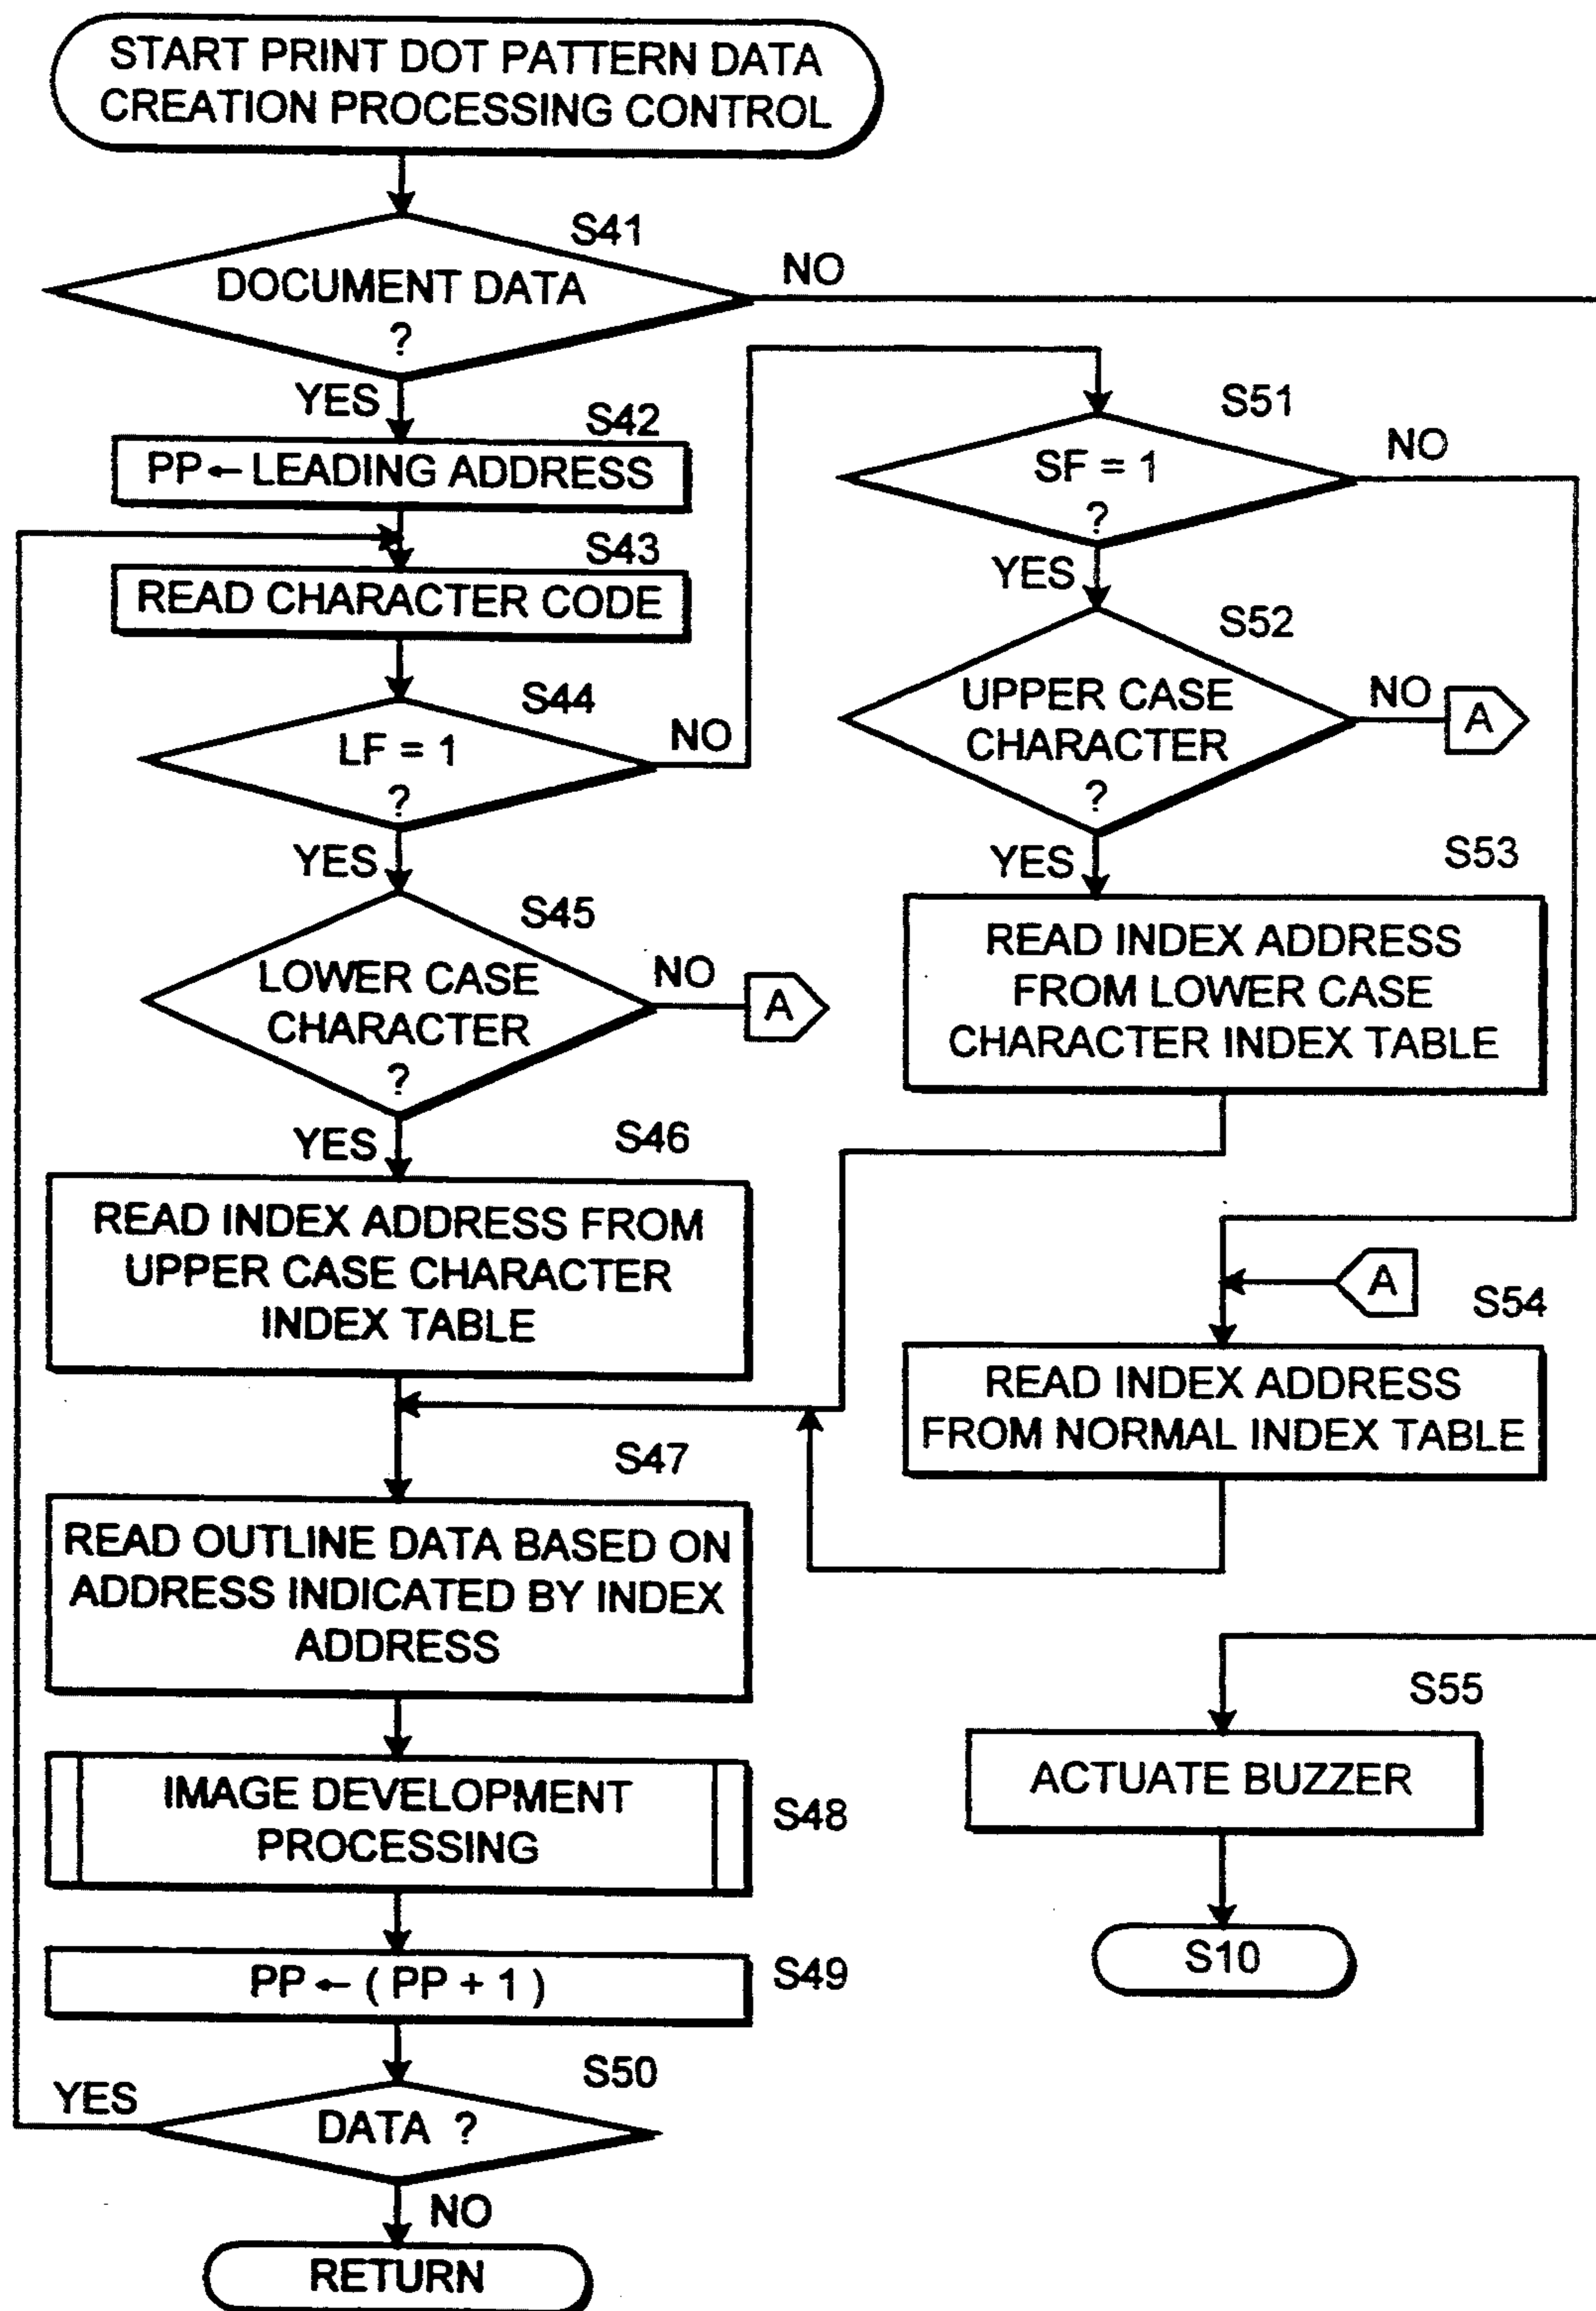 START PRINT DOT PATTERN DATA
CREATION PROCESSING CONTROL
S41
DOCUMENT DATA
?
NO
YES
S42
PP ← LEADING ADDRESS
S43
READ CHARACTER CODE
S44
LF = 1
?
NO
YES
S45
LOWER CASE
CHARACTER
?
NO
A
YES
S46
READ INDEX ADDRESS FROM
UPPER CASE CHARACTER
INDEX TABLE
S47
READ OUTLINE DATA BASED ON
ADDRESS INDICATED BY INDEX
ADDRESS
IMAGE DEVELOPMENT
PROCESSING
S48
PP ← ( PP + 1 )
S49
S50
YES
DATA ?
NO
RETURN
S51
SF = 1
?
NO
YES
S52
UPPER CASE
CHARACTER
?
NO
A
YES
S53
READ INDEX ADDRESS
FROM LOWER CASE
CHARACTER INDEX TABLE
A
S54
READ INDEX ADDRESS
FROM NORMAL INDEX TABLE
S55
ACTUATE BUZZER
S10